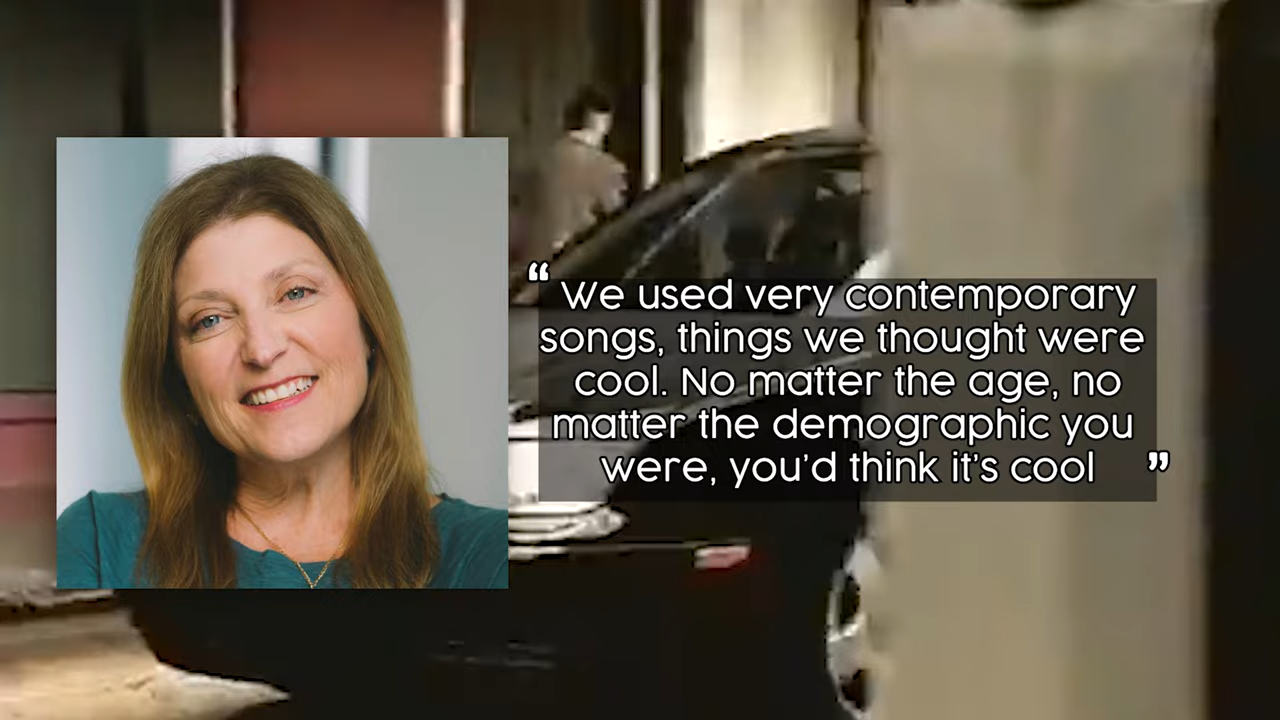 “ We used very contemporary
songs, things we thought were
cool. No matter the age, no
matter the demographic you
were, you’d think it’s cool ”